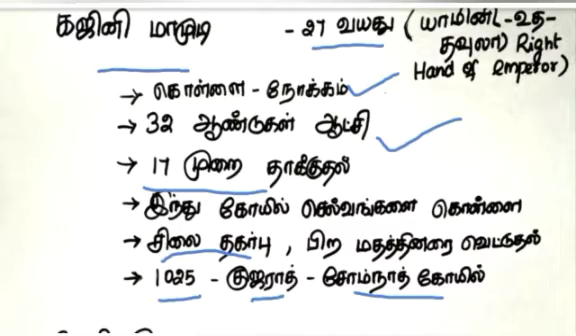 கஜினி மாமுடி - 27 வயது (யாமினட்-உத-
தவுலா) Right
Hand of emperor)
→ கொள்ளை - நோக்கம்
→ 32 ஆண்டுகள் ஆட்சி
→ 17 முறை தாக்குதல்
→ இந்து கோயில் செல்வங்களை கொள்ளை
→ சிலை தகர்பு, பிற மதத்தினரை வெட்டுதல்
→ 1025 - குஜராத் - சோம்நாத் கோயில்